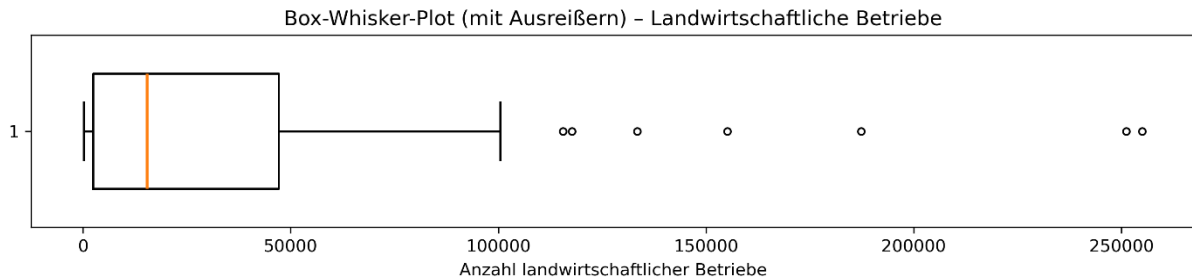 Box-Whisker-Plot (mit Ausreißern) – Landwirtschaftliche Betriebe
1
0 50000 100000 150000 200000 250000
Anzahl landwirtschaftlicher Betriebe